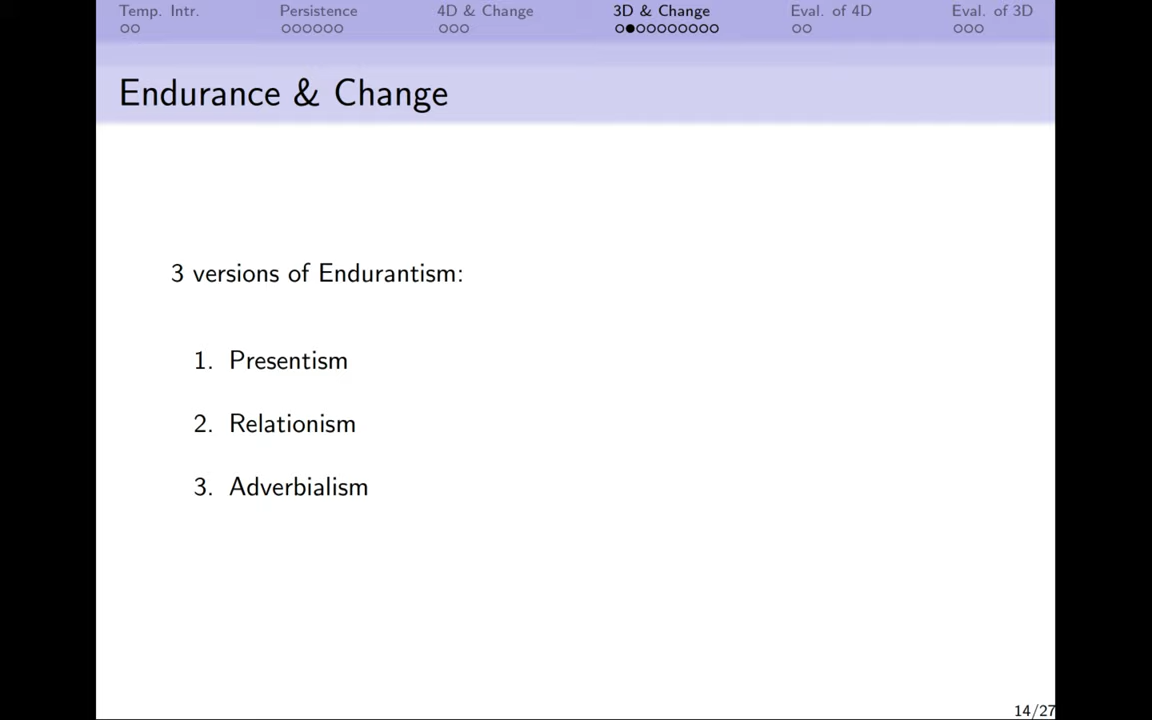 Temp. Intr. Persistence 4D & Change 3D & Change Eval. of 4D Eval. of 3D
Endurance & Change
3 versions of Endurantism:
1. Presentism
2. Relationism
3. Adverbialism
14/27